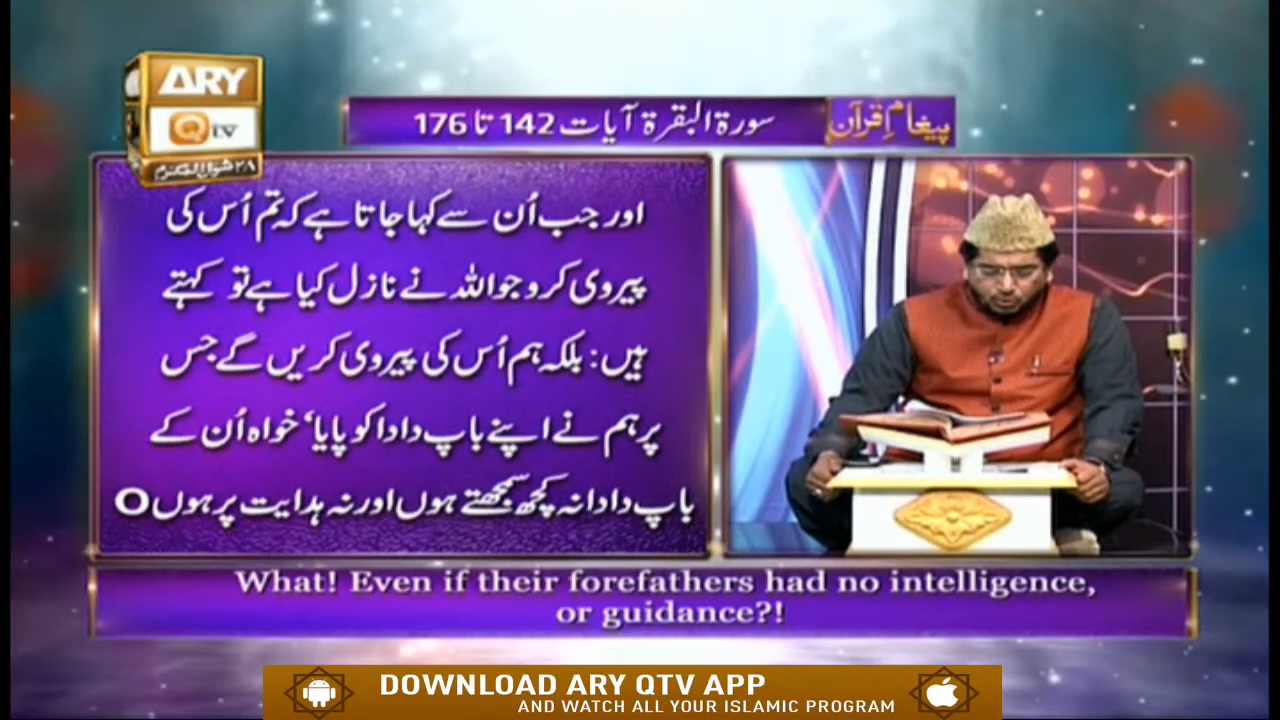 ARY
Qtv
۲۸ شوال المکرم
پیغامِ قرآن
سورۃ البقرۃ آیات 142 تا 176
اور جب اُن سے کہا جاتا ہے کہ تم اُس کی
پیروی کرو جو اللہ نے نازل کیا ہے تو کہتے
ہیں: بلکہ ہم اُس کی پیروی کریں گے جس
پر ہم نے اپنے باپ دادا کو پایا‘ خواہ اُن کے
باپ دادا نہ کچھ سمجھتے ہوں اور نہ ہدایت پر ہوں O
What! Even if their forefathers had no intelligence,
or guidance?!
DOWNLOAD ARY QTV APP
AND WATCH ALL YOUR ISLAMIC PROGRAM